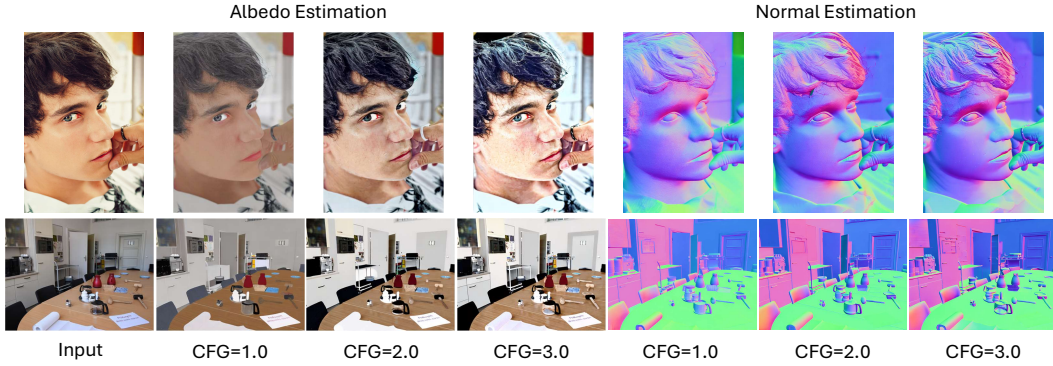 Albedo Estimation
Normal Estimation
Input
CFG=1.0
CFG=2.0
CFG=3.0
CFG=1.0
CFG=2.0
CFG=3.0